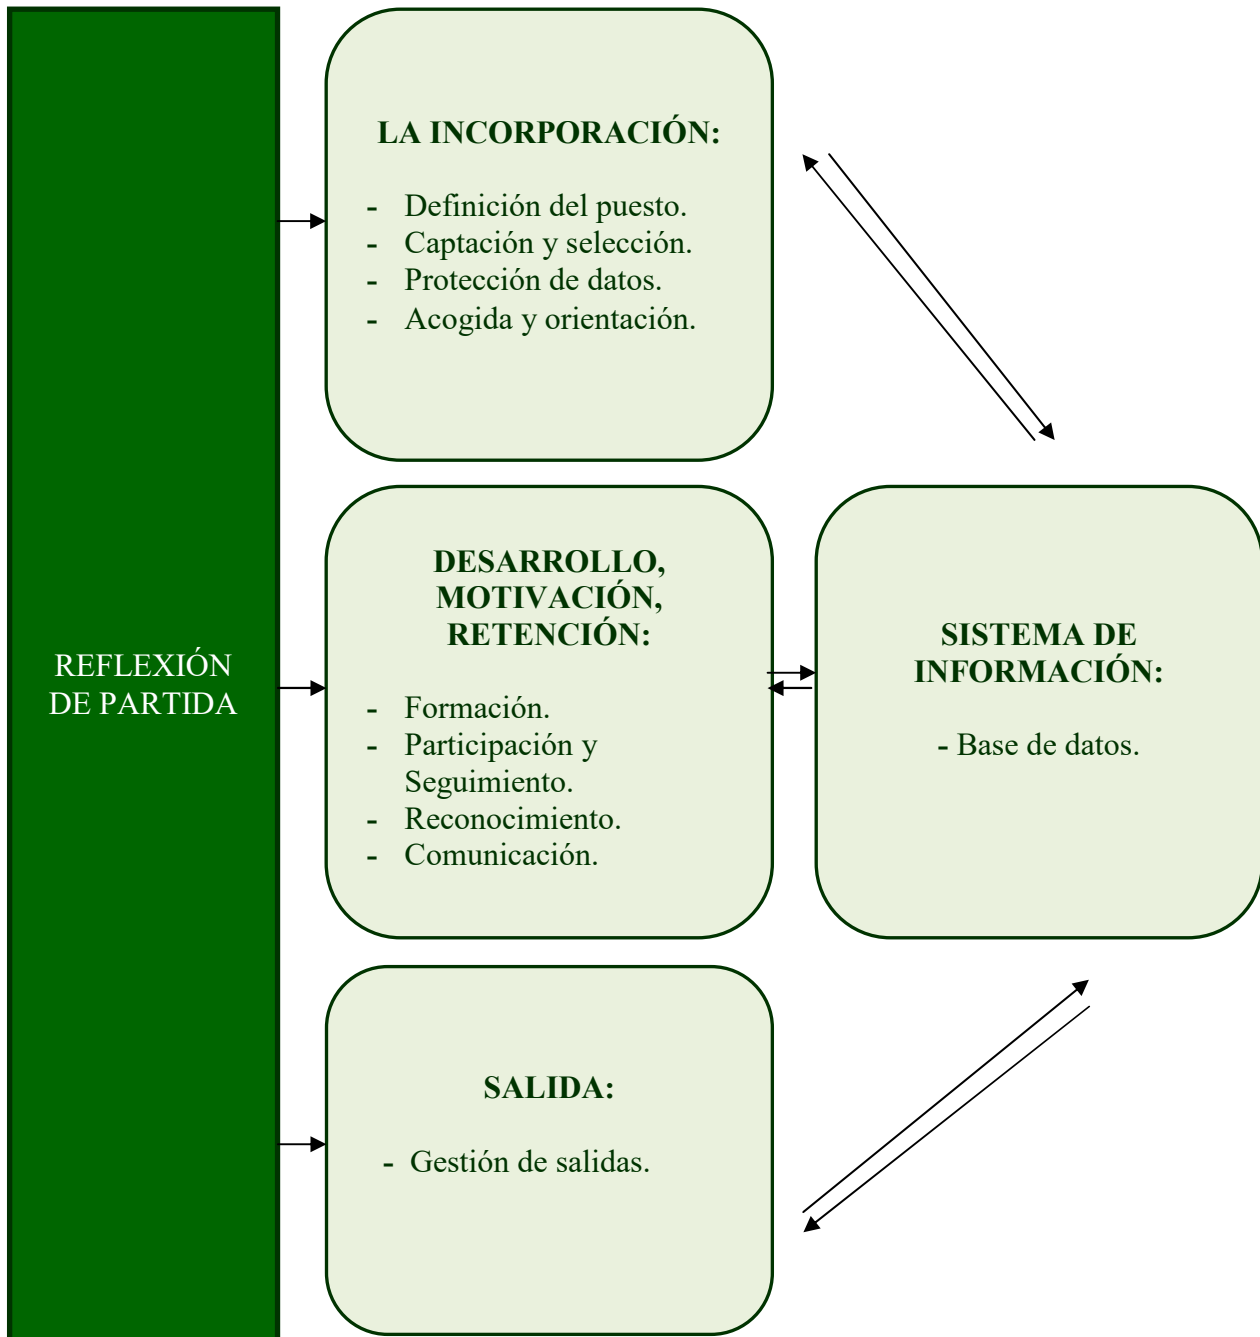 REFLEXIÓN
DE PARTIDA
LA INCORPORACIÓN:
- Definición del puesto.
- Captación y selección.
- Protección de datos.
- Acogida y orientación.
DESARROLLO,
MOTIVACIÓN,
RETENCIÓN:
- Formación.
- Participación y
Seguimiento.
- Reconocimiento.
- Comunicación.
SISTEMA DE
INFORMACIÓN:
- Base de datos.
SALIDA:
- Gestión de salidas.